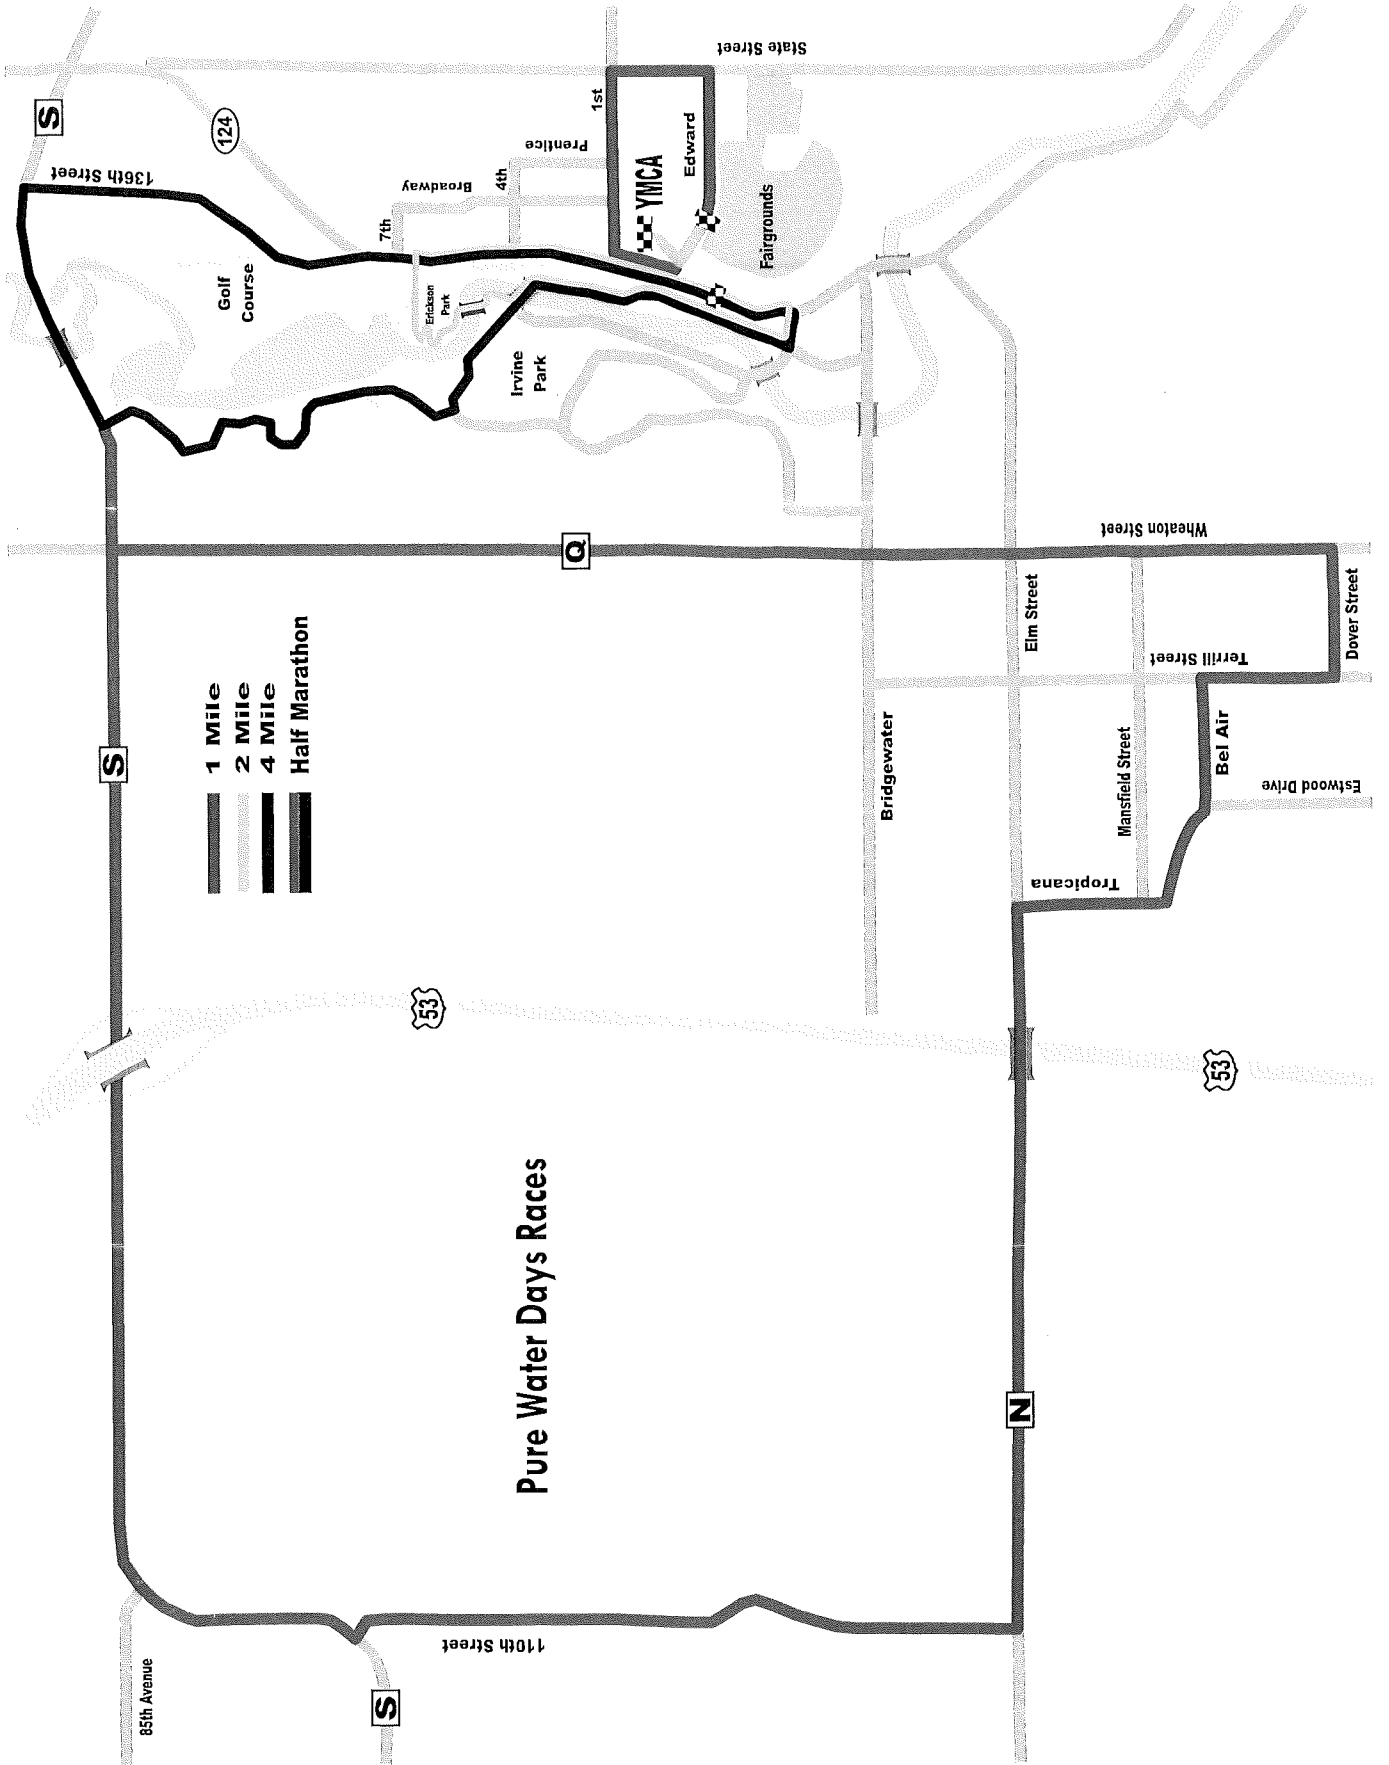 State Street
S
124
136th Street
1st
Prentice
Edward
4th
YMCA
Broadway
7th
Fairgrounds
Golf
Course
Erickson
Park
Irvine
Park
Wheaton Street
Q
Elm Street
Dover Street
Terrill Street
1 Mile
2 Mile
4 Mile
Half Marathon
S
Bridgewater
Mansfield Street
Bel Air
Estwood Drive
Tropicana
53
53
Pure Water Days Races
N
110th Street
85th Avenue
S